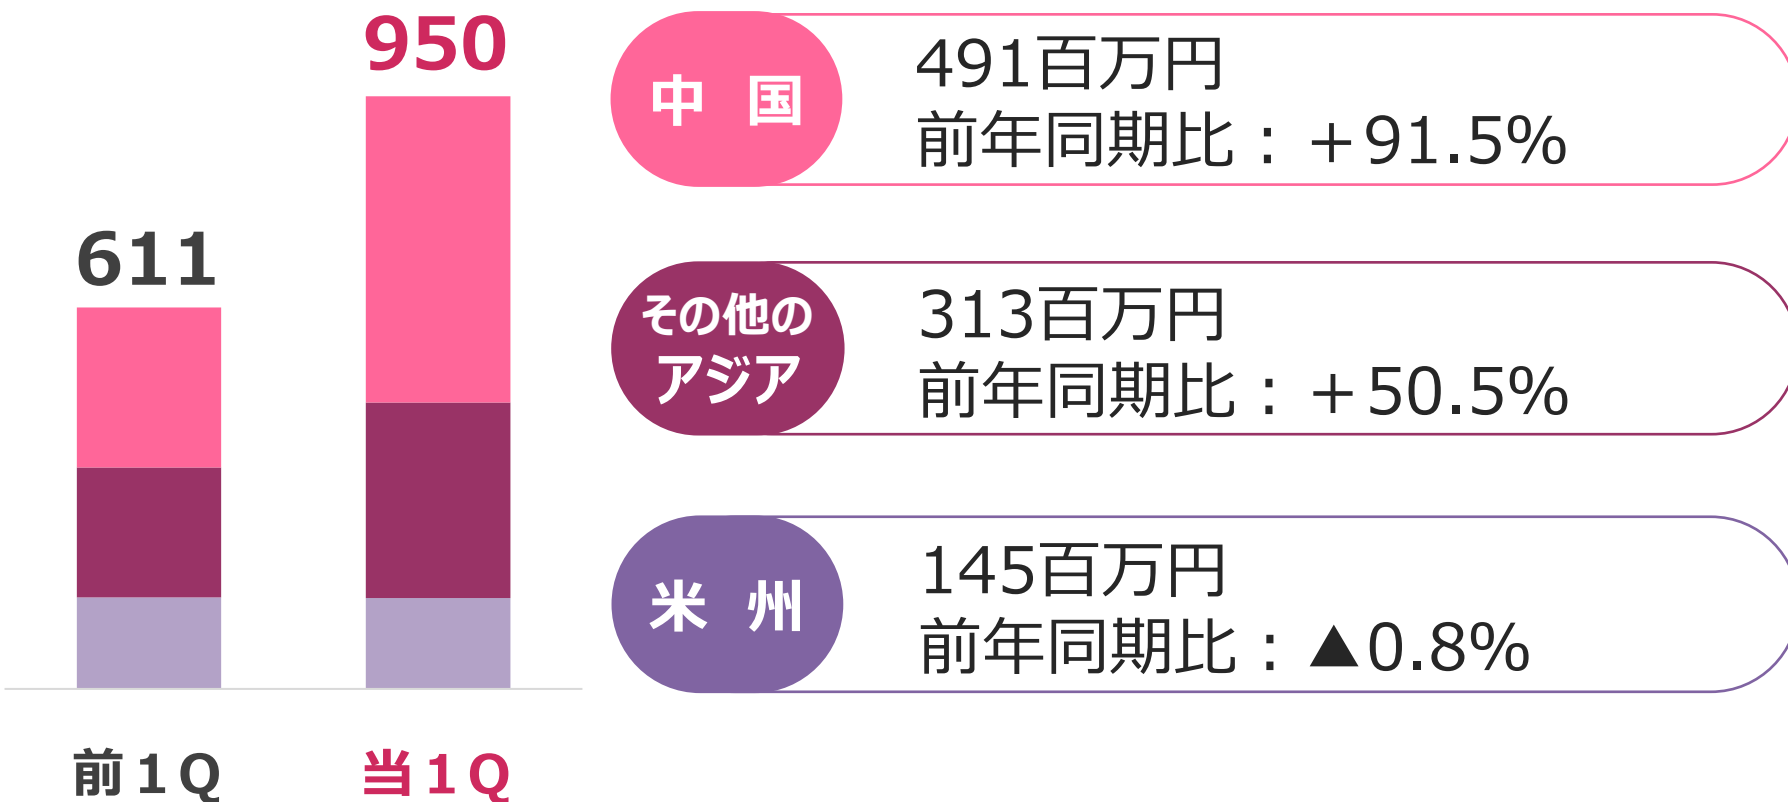 950
611
前１Q
当１Q
中 国
491百万円
前年同期比：＋91.5%
その他の
アジア
313百万円
前年同期比：＋50.5%
米 州
145百万円
前年同期比：▲0.8%